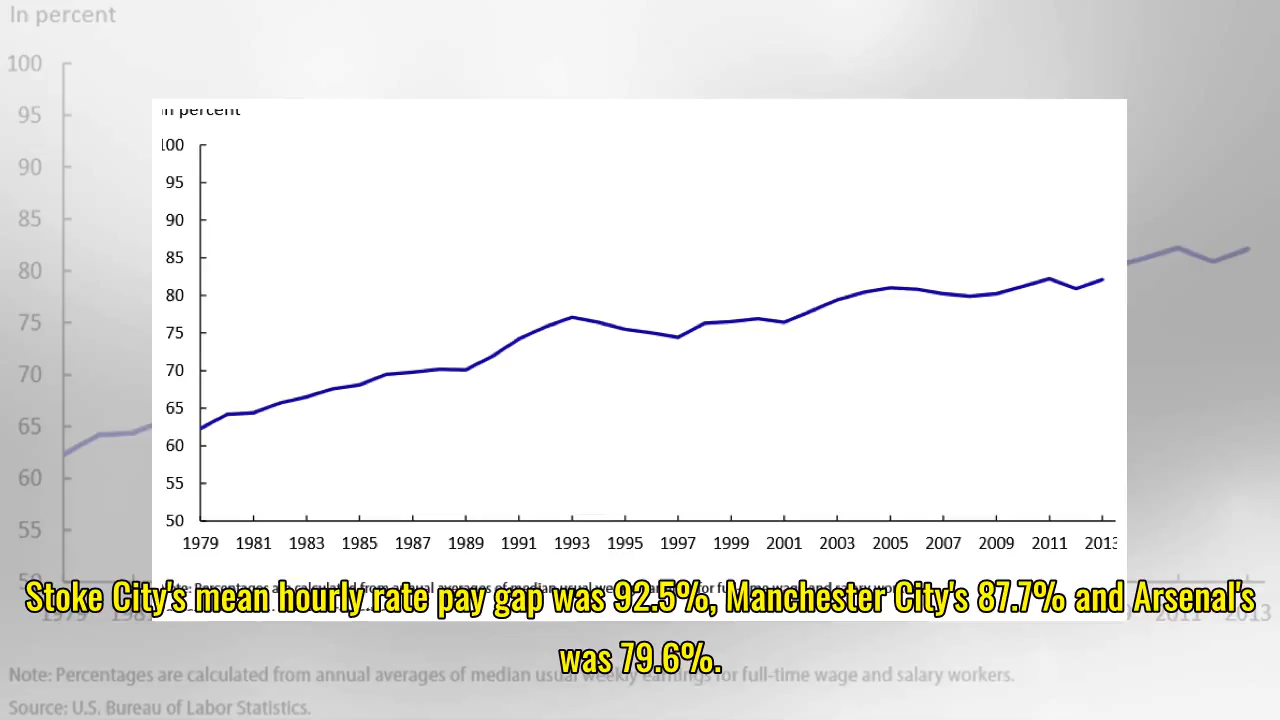 In percent
100
95
90
85
80
75
70
65
60
55
50
in percent
100
95
90
85
80
75
70
65
60
55
50
1979 1981 1983 1985 1987 1989 1991 1993 1995 1997 1999 2001 2003 2005 2007 2009 2011 2013
Stoke City's mean hourly rate pay gap was 92.5%, Manchester City's 87.7% and Arsenal's
was 79.6%.
1979 2011 2013
Note: Percentages are calculated from annual averages of median usual weekly earnings for full-time wage and salary workers.
Source: U.S. Bureau of Labor Statistics.